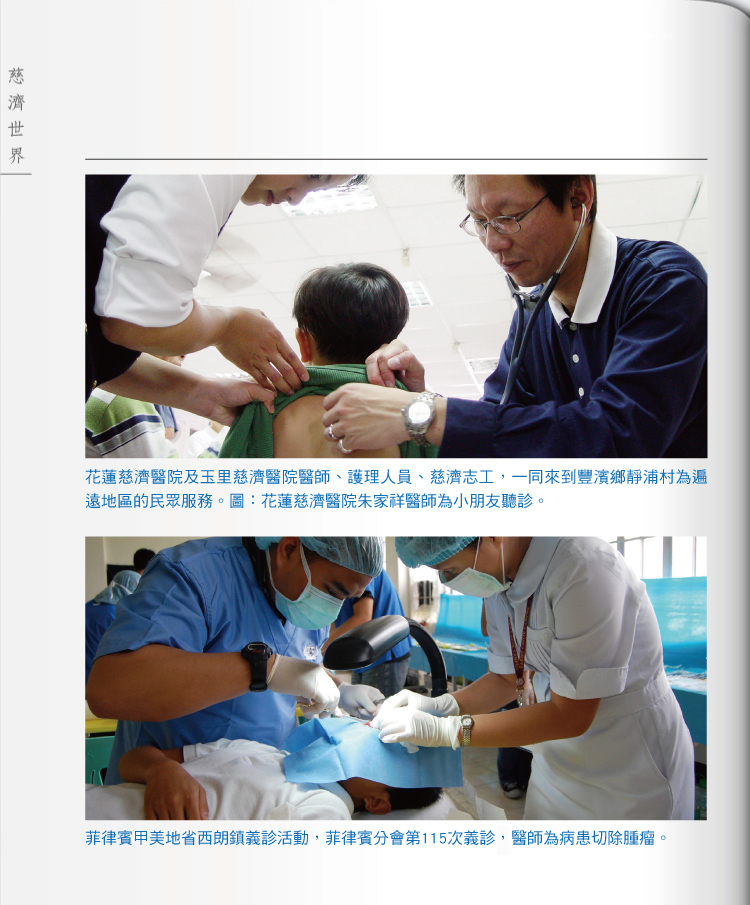 慈濟世界
花蓮慈濟醫院及玉里慈濟醫院醫師、護理人員、慈濟志工，一同來到豐濱鄉靜浦村為遍
遠地區的民眾服務。圖：花蓮慈濟醫院朱家祥醫師為小朋友聽診。
菲律賓甲美地省西朗鎮義診活動，菲律賓分會第115次義診，醫師為病患切除腫瘤。